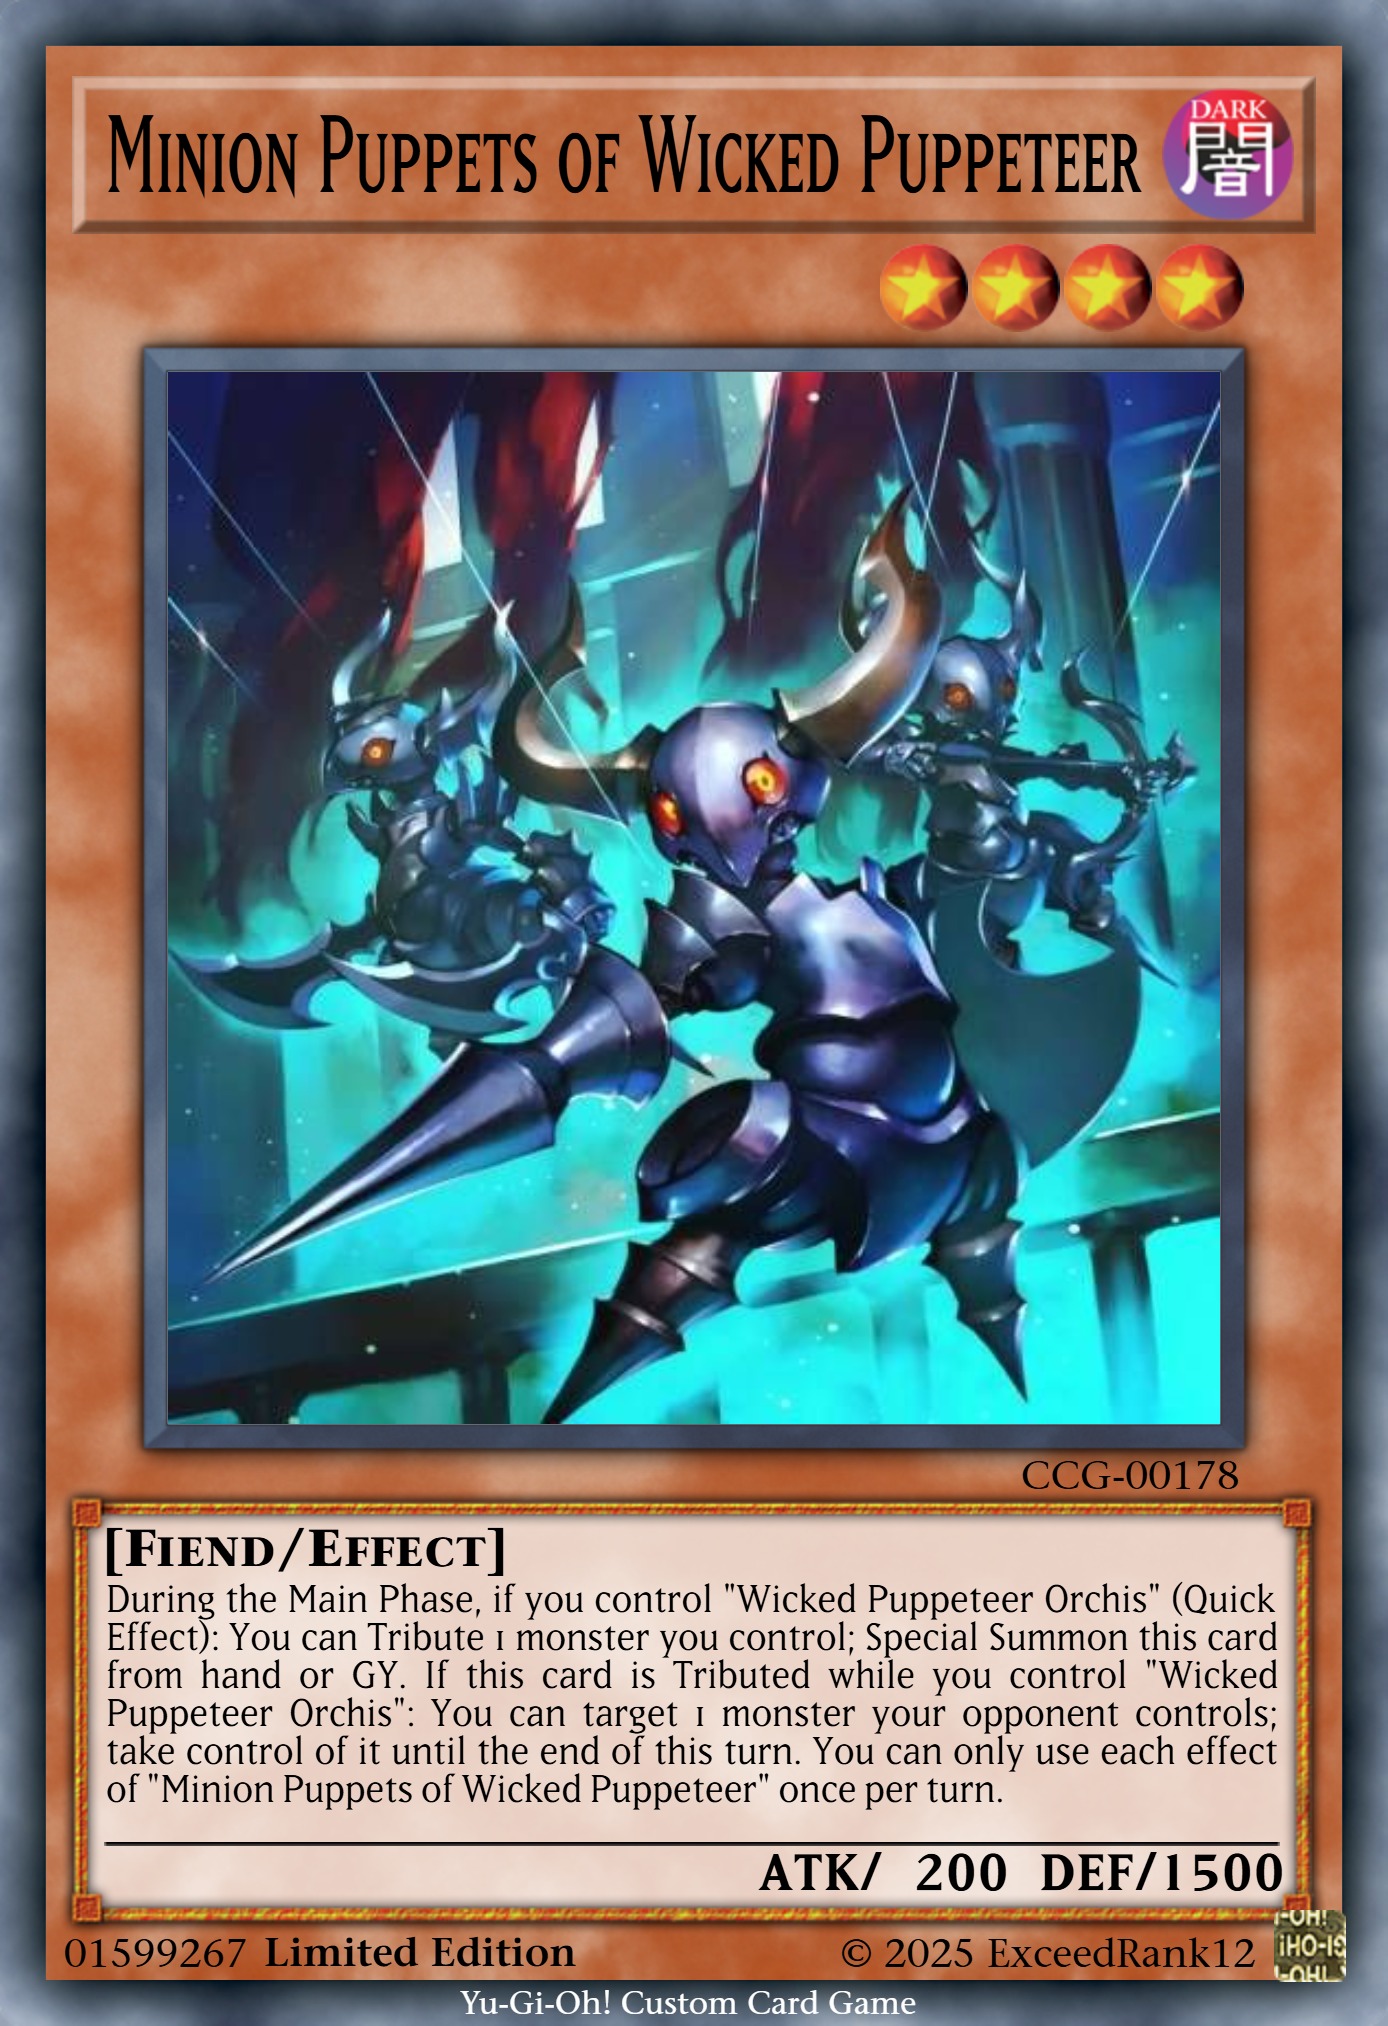 Minion Puppets of Wicked Puppeteer
DARK
闇
CCG-00178
[Fiend/Effect]
During the Main Phase, if you control "Wicked Puppeteer Orchis" (Quick
Effect): You can Tribute 1 monster you control; Special Summon this card
from hand or GY. If this card is Tributed while you control "Wicked
Puppeteer Orchis": You can target 1 monster your opponent controls;
take control of it until the end of this turn. You can only use each effect
of "Minion Puppets of Wicked Puppeteer" once per turn.
ATK/ 200 DEF/1500
01599267 Limited Edition
© 2025 ExceedRank12
Yu-Gi-Oh! Custom Card Game